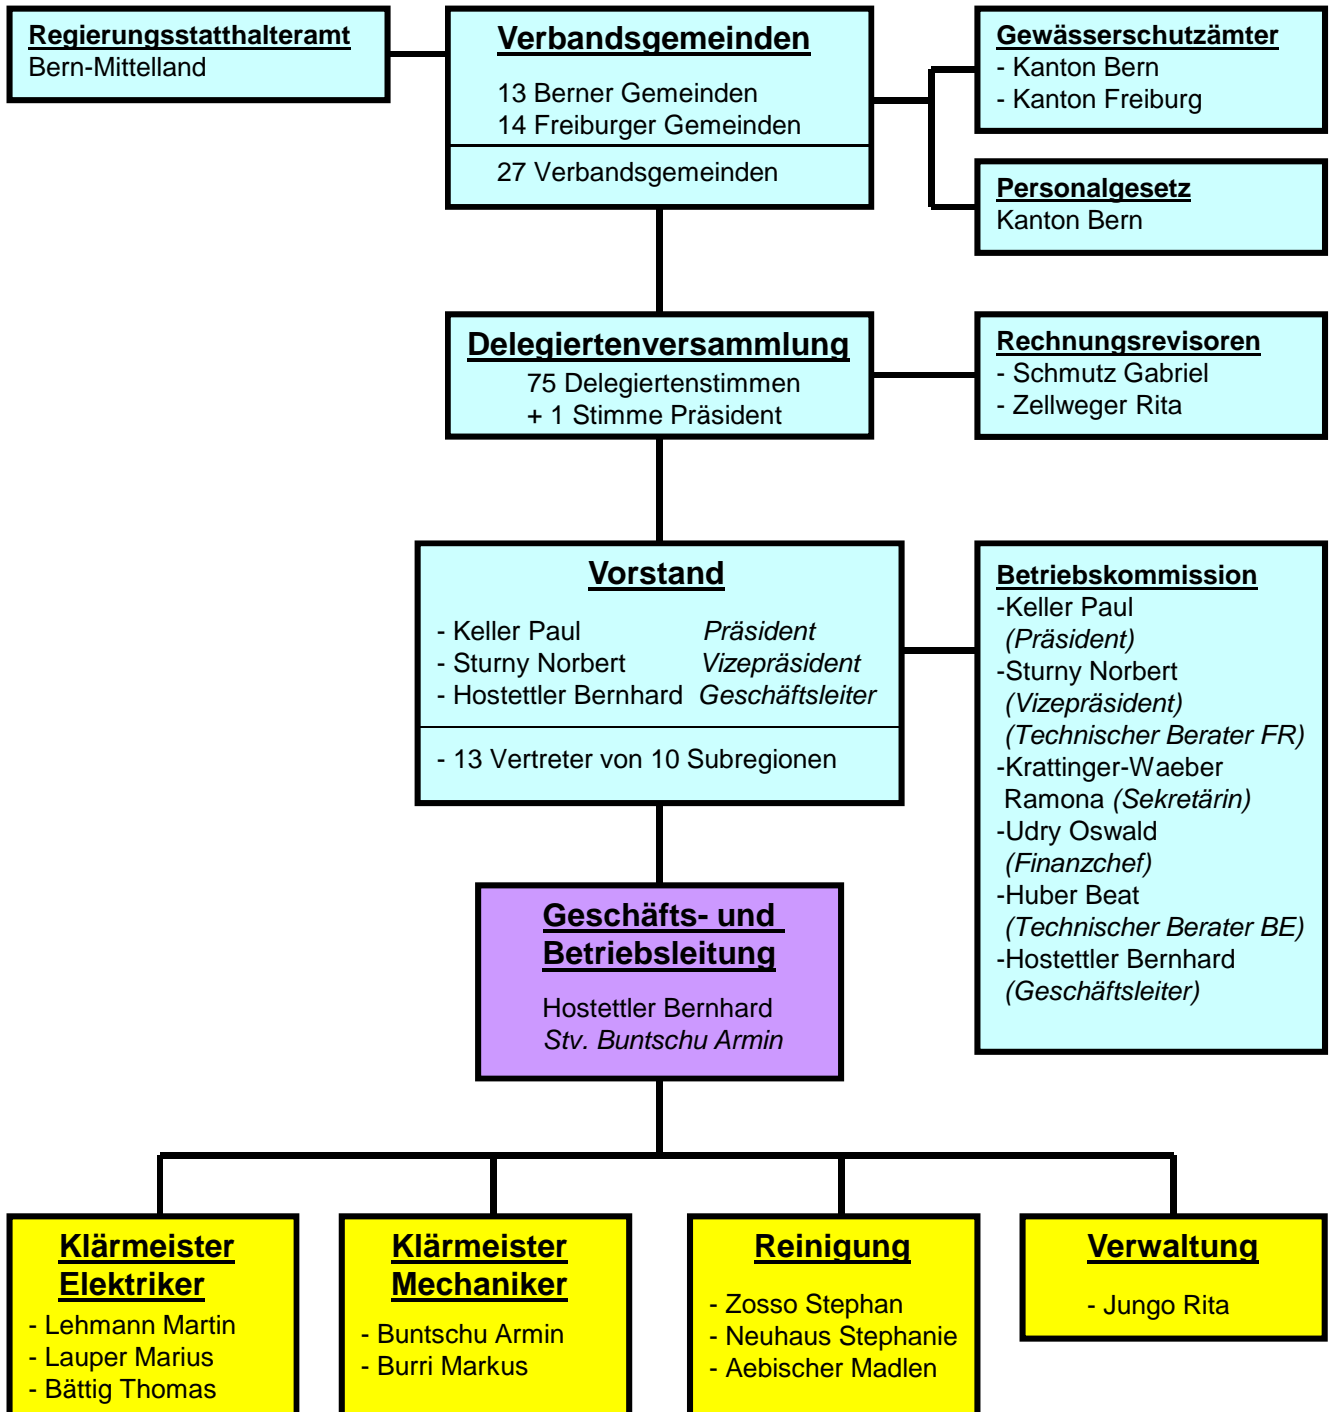 Regierungsstatthalteramt
Bern-Mittelland
Verbandsgemeinden
13 Berner Gemeinden
14 Freiburger Gemeinden
27 Verbandsgemeinden
Gewässerschutzämter
- Kanton Bern
- Kanton Freiburg
Personalgesetz
Kanton Bern
Delegiertenversammlung
75 Delegiertenstimmen
+ 1 Stimme Präsident
Rechnungsrevisoren
- Schmutz Gabriel
- Zellweger Rita
Vorstand
- Keller Paul Präsident
- Sturny Norbert Vizepräsident
- Hostettler Bernhard Geschäftsleiter
- 13 Vertreter von 10 Subregionen
Betriebskommission
-Keller Paul
(Präsident)
-Sturny Norbert
(Vizepräsident)
(Technischer Berater FR)
-Krattinger-Waeber
Ramona (Sekretärin)
-Udry Oswald
(Finanzchef)
-Huber Beat
(Technischer Berater BE)
-Hostettler Bernhard
(Geschäftsleiter)
Geschäfts- und
Betriebsleitung
Hostettler Bernhard
Stv. Buntschu Armin
Klärmeister
Elektriker
- Lehmann Martin
- Lauper Marius
- Bättig Thomas
Klärmeister
Mechaniker
- Buntschu Armin
- Burri Markus
Reinigung
- Zosso Stephan
- Neuhaus Stephanie
- Aebischer Madlen
Verwaltung
- Jungo Rita